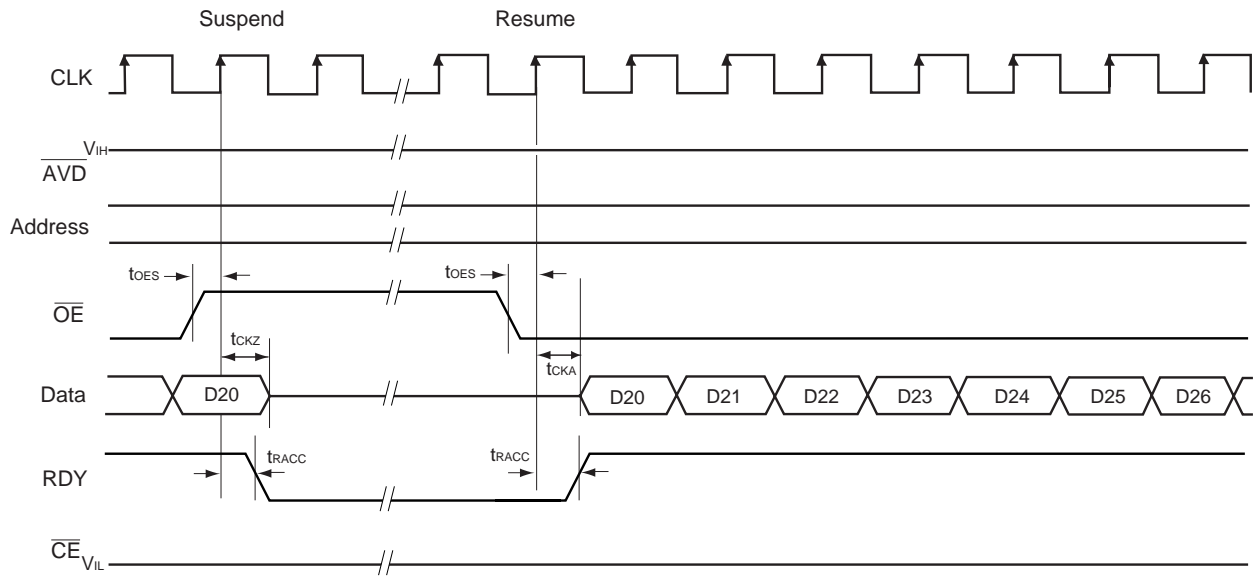 Suspend Resume
CLK
VIH
AVD
Address
tOES tOES
OE
tCKZ
tCKA
Data D20 D20 D21 D22 D23 D24 D25 D26
tRACC tRACC
RDY
CE VIL